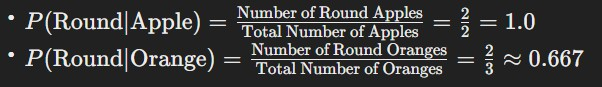 • P(Round|Apple) = Number of Round Apples / Total Number of Apples = 2/2 = 1.0
• P(Round|Orange) = Number of Round Oranges / Total Number of Oranges = 2/3 ≈ 0.667